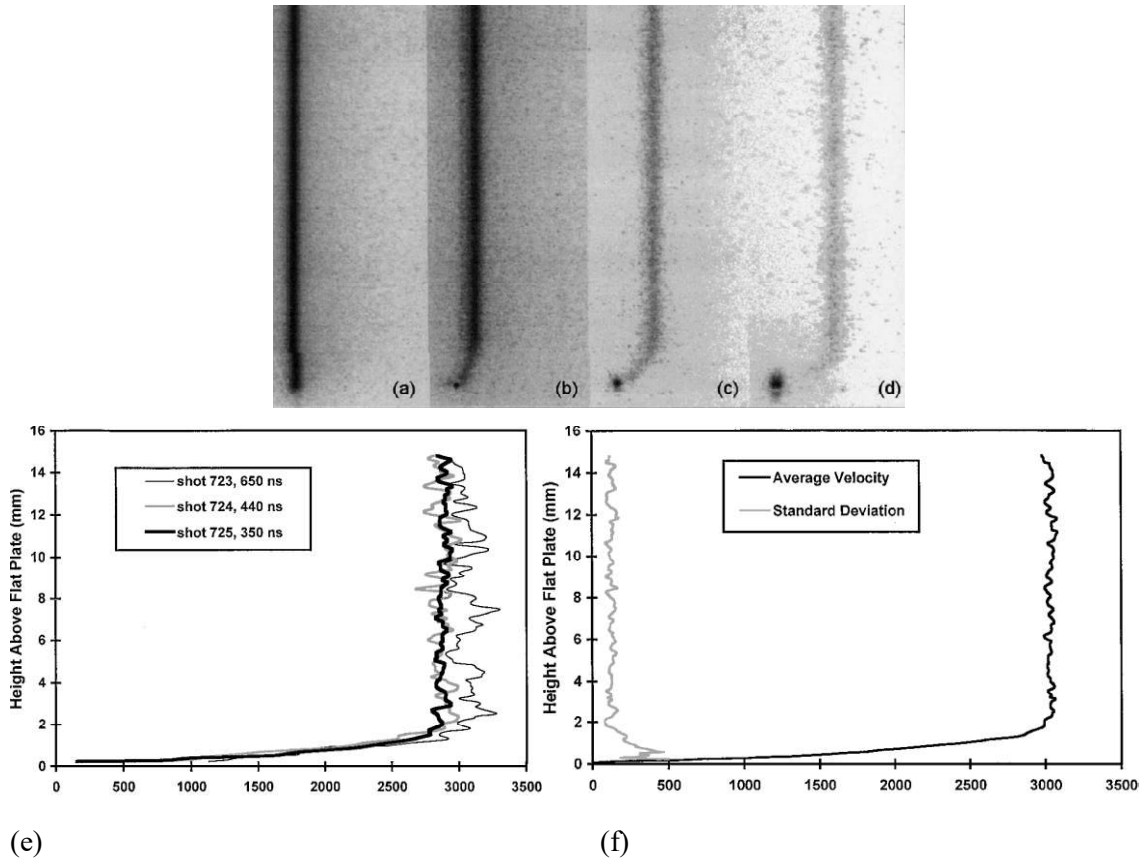 (a) (b) (c) (d)
16
14
12
10
8
6
4
2
0
Height Above Flat Plate (mm)
shot 723, 650 ns
shot 724, 440 ns
shot 725, 350 ns
0 500 1000 1500 2000 2500 3000 3500
16
14
12
10
8
6
4
2
0
Height Above Flat Plate (mm)
Average Velocity
Standard Deviation
0 500 1000 1500 2000 2500 3000 3500
(e) (f)